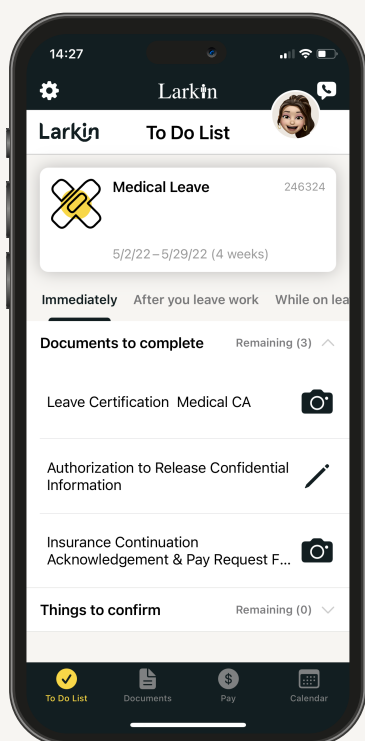 14:27
Larkin
Larkin To Do List
Medical Leave 246324
5/2/22 – 5/29/22 (4 weeks)
Immediately After you leave work While on lea
Documents to complete Remaining (3)
Leave Certification Medical CA
Authorization to Release Confidential
Information
Insurance Continuation
Acknowledgement & Pay Request F...
Things to confirm Remaining (0)
To Do List Documents Pay Calendar